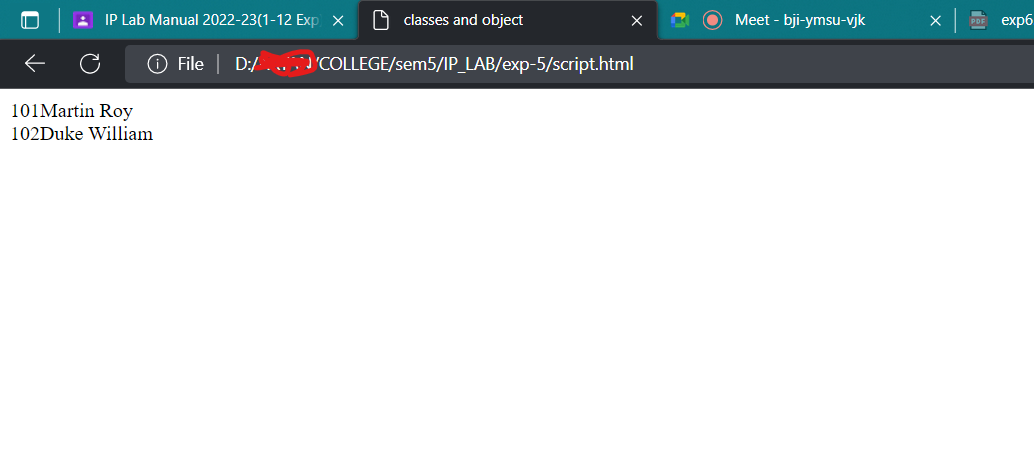 IP Lab Manual 2022-23(1-12 Exp
classes and object
Meet - bji-ymsu-vjk
PDF
exp6
File
D:/ /COLLEGE/sem5/IP_LAB/exp-5/script.html
101Martin Roy
102Duke William